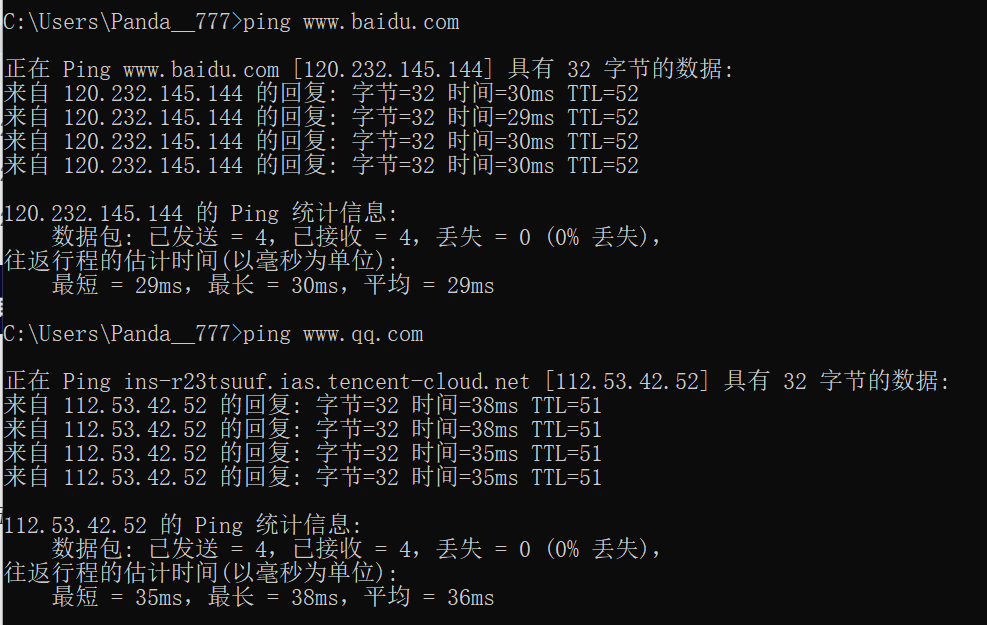 C:\Users\Panda__777>ping www.baidu.com
正在 Ping www.baidu.com [120.232.145.144] 具有 32 字节的数据:
来自 120.232.145.144 的回复: 字节=32 时间=30ms TTL=52
来自 120.232.145.144 的回复: 字节=32 时间=29ms TTL=52
来自 120.232.145.144 的回复: 字节=32 时间=30ms TTL=52
来自 120.232.145.144 的回复: 字节=32 时间=30ms TTL=52
120.232.145.144 的 Ping 统计信息:
数据包: 已发送 = 4，已接收 = 4，丢失 = 0 (0% 丢失)，
往返行程的估计时间(以毫秒为单位):
最短 = 29ms，最长 = 30ms，平均 = 29ms
C:\Users\Panda__777>ping www.qq.com
正在 Ping ins-r23tsuuf.ias.tencent-cloud.net [112.53.42.52] 具有 32 字节的数据:
来自 112.53.42.52 的回复: 字节=32 时间=38ms TTL=51
来自 112.53.42.52 的回复: 字节=32 时间=38ms TTL=51
来自 112.53.42.52 的回复: 字节=32 时间=35ms TTL=51
来自 112.53.42.52 的回复: 字节=32 时间=35ms TTL=51
112.53.42.52 的 Ping 统计信息:
数据包: 已发送 = 4，已接收 = 4，丢失 = 0 (0% 丢失)，
往返行程的估计时间(以毫秒为单位):
最短 = 35ms，最长 = 38ms，平均 = 36ms